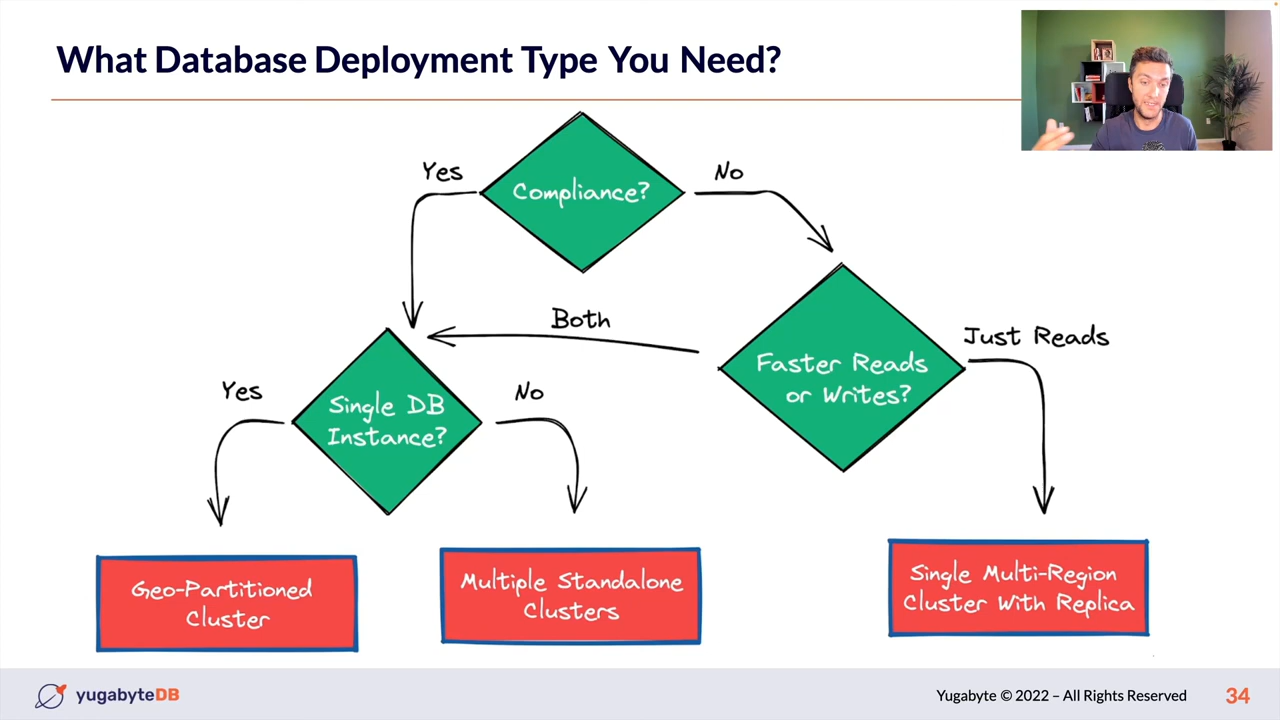 What Database Deployment Type You Need?
Yes
Compliance?
No
Both
Faster Reads
or Writes?
Just Reads
Yes
Single DB
Instance?
No
Geo-Partitioned
Cluster
Multiple Standalone
Clusters
Single Multi-Region
Cluster With Replica
yugabyteDB
Yugabyte © 2022 – All Rights Reserved
34